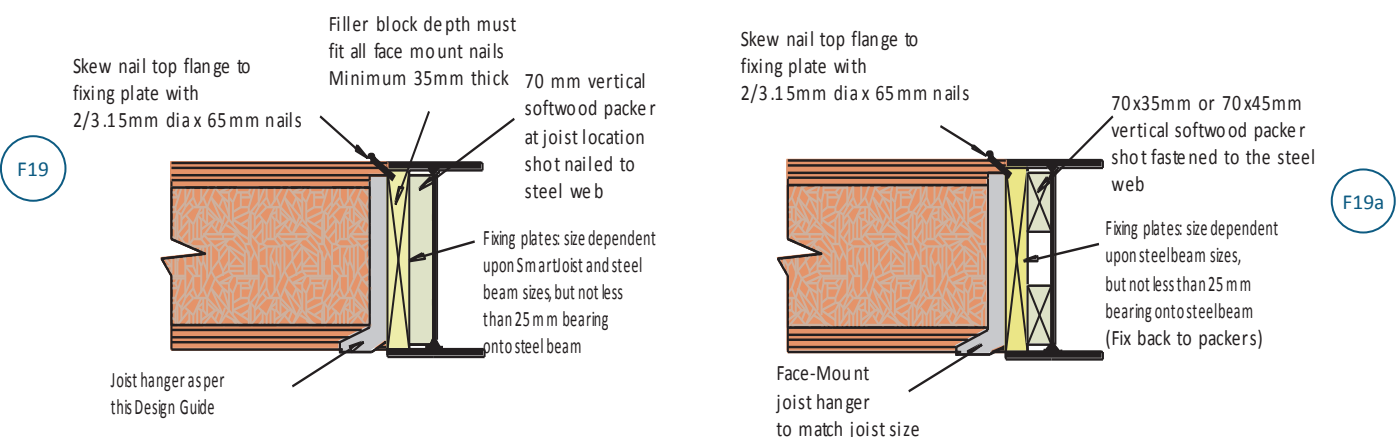 F19
Skew nail top flange to
fixing plate with
2/3.15mm dia x 65mm nails
Filler block depth must
fit all face mount nails
Minimum 35mm thick
70 mm vertical
softwood packer
at joist location
shot nailed to
steel web
Fixing plates: size dependent
upon SmartJoist and steel
beam sizes, but not less
than 25 mm bearing
onto steel beam
Joist hanger as per
this Design Guide
Skew nail top flange to
fixing plate with
2/3.15mm dia x 65mm nails
70x35mm or 70x45mm
vertical softwood packer
shot fastened to the steel
web
F19a
Fixing plates: size dependent
upon steelbeam sizes,
but not less than 25 mm
bearing onto steelbeam
(Fix back to packers)
Face-Mount
joist hanger
to match joist size